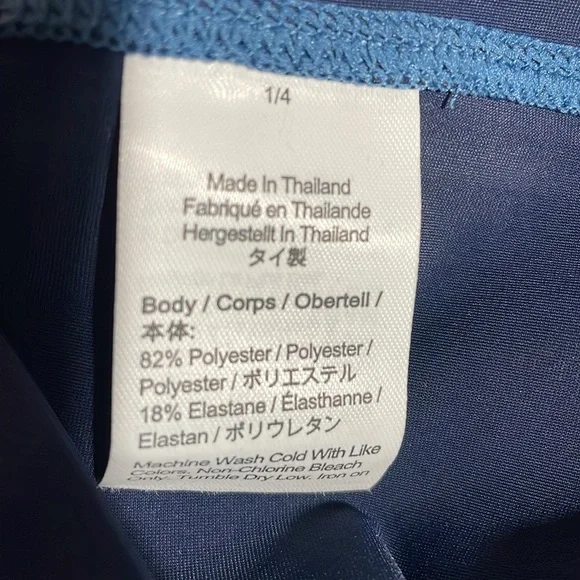 1/4
Made In Thailand
Fabriqué en Thailande
Hergestellt In Thailand
タイ製
Body / Corps / Oberteil /
本体:
82% Polyester / Polyester /
Polyester / ポリエステル
18% Elastane / Élasthanne /
Elastan / ポリウレタン
Machine Wash Cold With Like
Colors. Non-Chlorine Bleach
Only. Tumble Dry Low. Iron on